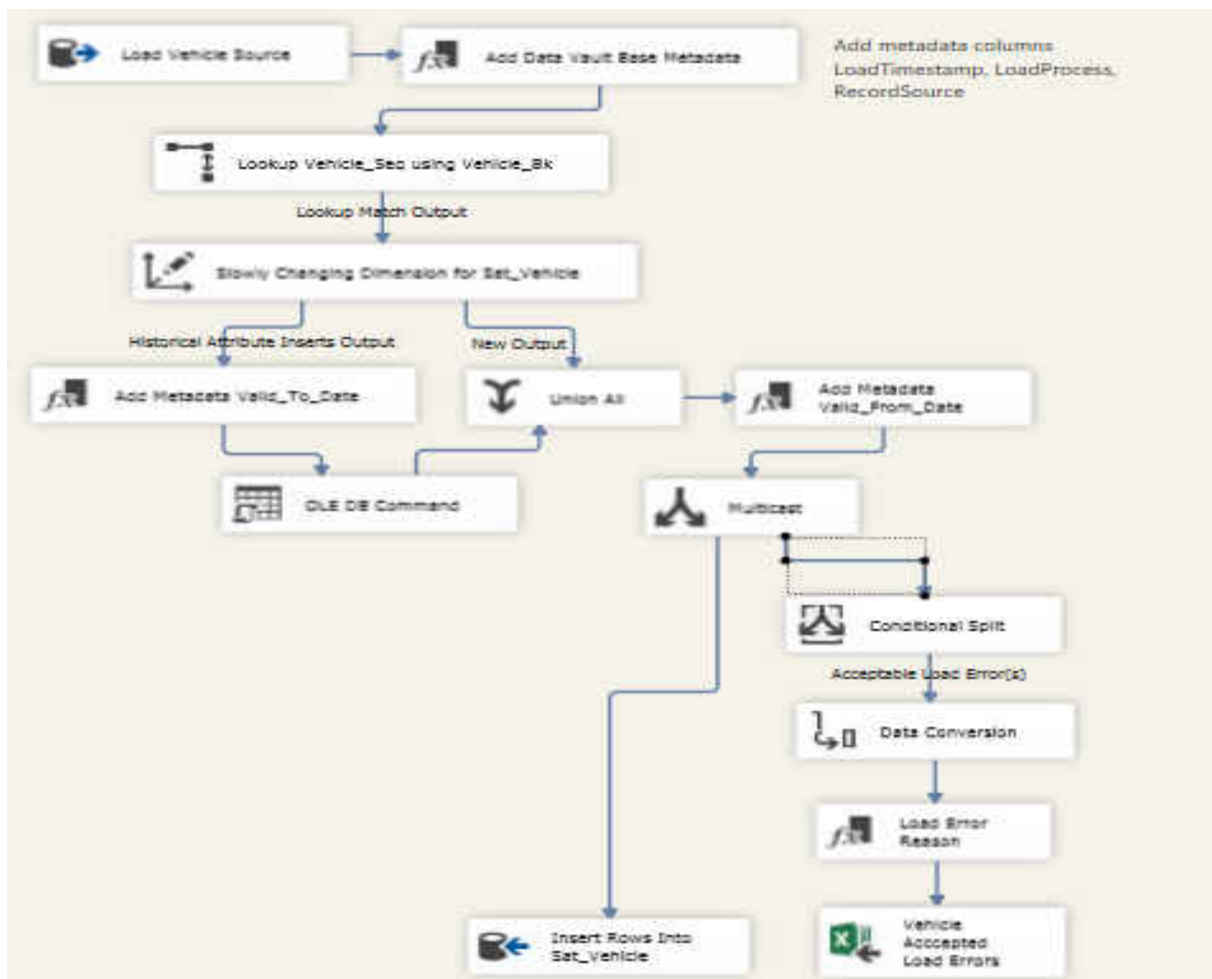 Load Vehicle Source
Add Data Vault Base Metadata
Add metadata columns
LoadTimestamp, LoadProcess,
RecordSource
Lookup Vehicle_Seq using Vehicle_Bk
Lookup Match Output
Slowly Changing Dimension for Sat_Vehicle
Historical Attribute Inserts Output
New Output
Add Metadata Valid_To_Date
Union All
Add Metadata
Valid_From_Date
OLE DB Command
Multicast
Conditional Split
Acceptable Load Error(s)
Data Conversion
Load Error
Reason
Insert Rows Into
Sat_Vehicle
Vehicle
Acccepted
Load Errors